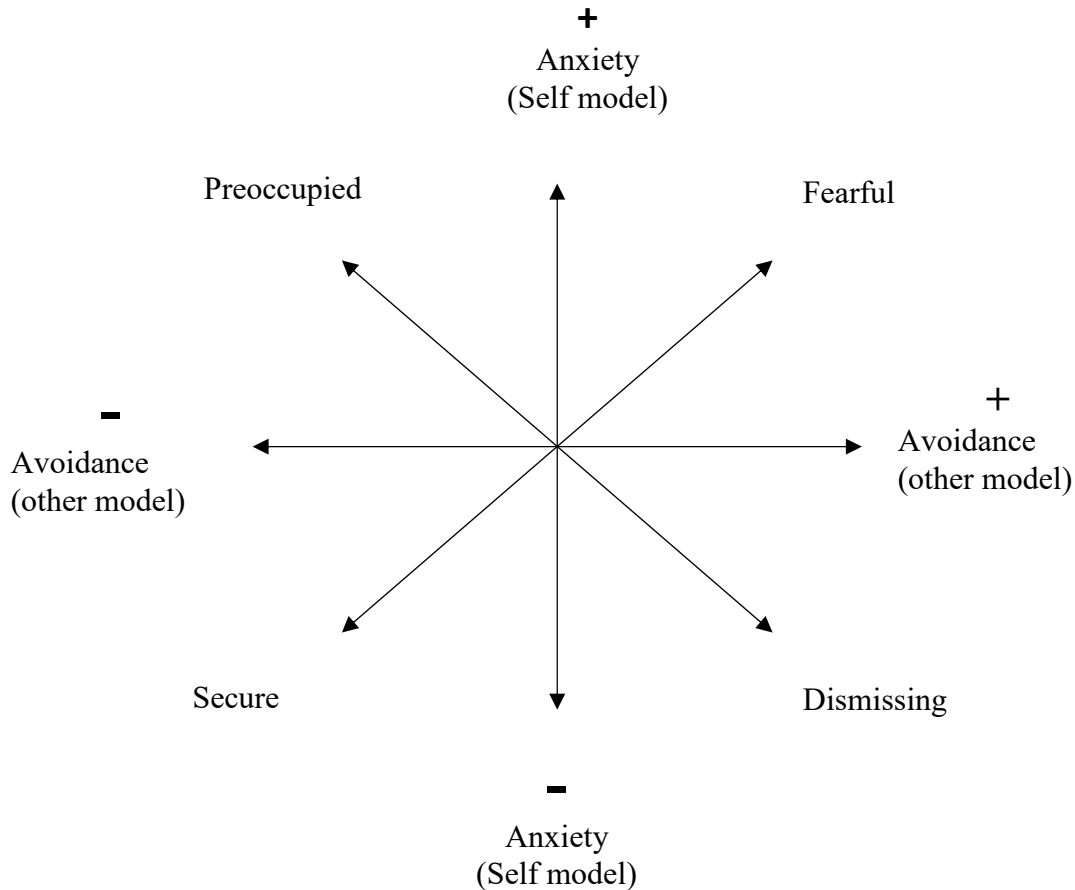 +
Anxiety
(Self model)
Preoccupied
Fearful
-
Avoidance
(other model)
+
Avoidance
(other model)
Secure
Dismissing
-
Anxiety
(Self model)